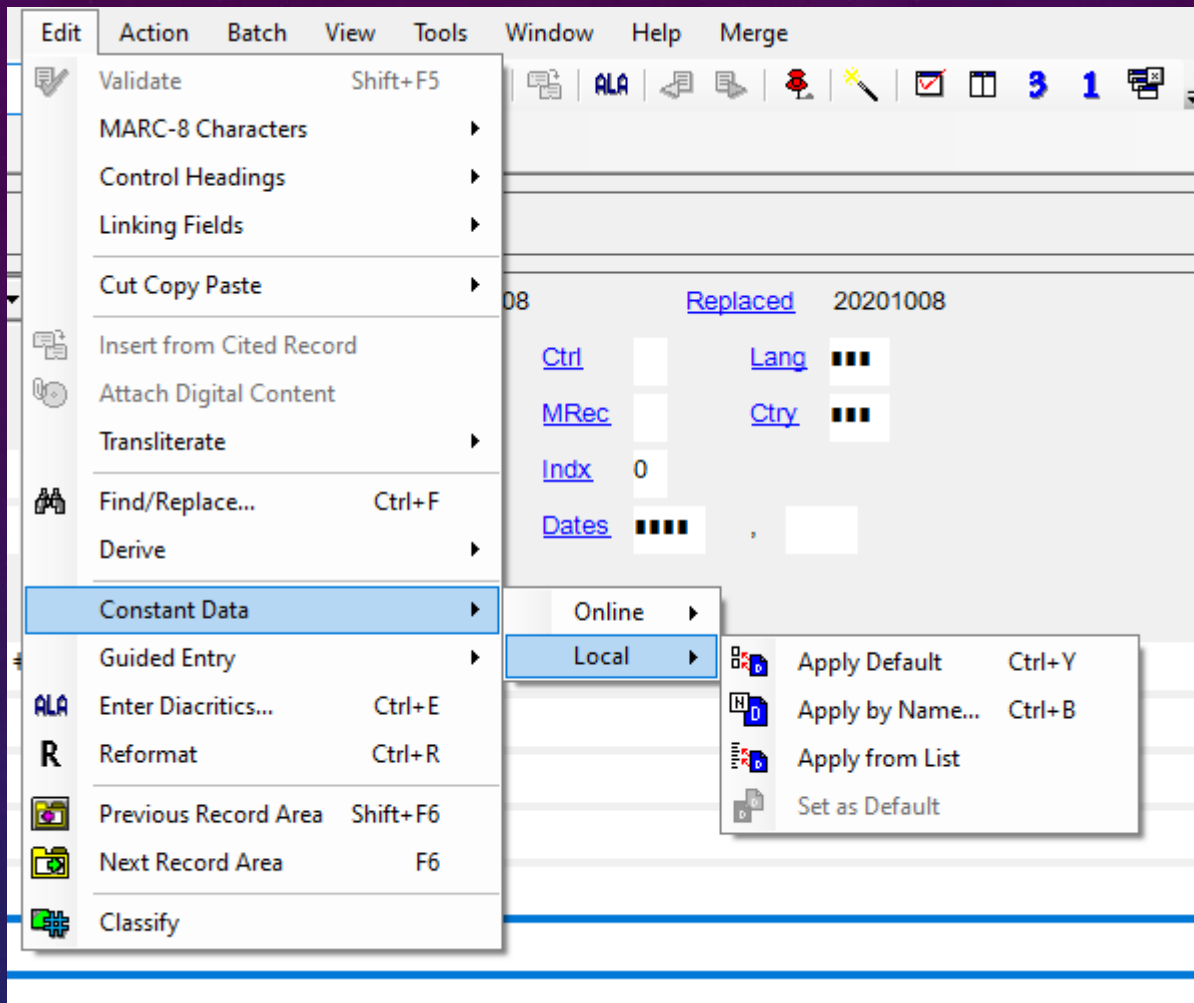 Edit Action Batch View Tools Window Help Merge
Validate Shift+F5
ALA 3 1
MARC-8 Characters
Control Headings
Linking Fields
Cut Copy Paste
08 Replaced 20201008
Insert from Cited Record
Ctrl Lang
Attach Digital Content
MRec Ctry
Transliterate
Indx 0
Find/Replace... Ctrl+F
Dates ,
Derive
Constant Data
Online
Guided Entry
Local
Apply Default Ctrl+Y
ALA Enter Diacritics... Ctrl+E
Apply by Name... Ctrl+B
R Reformat Ctrl+R
Apply from List
Previous Record Area Shift+F6
Set as Default
Next Record Area F6
Classify